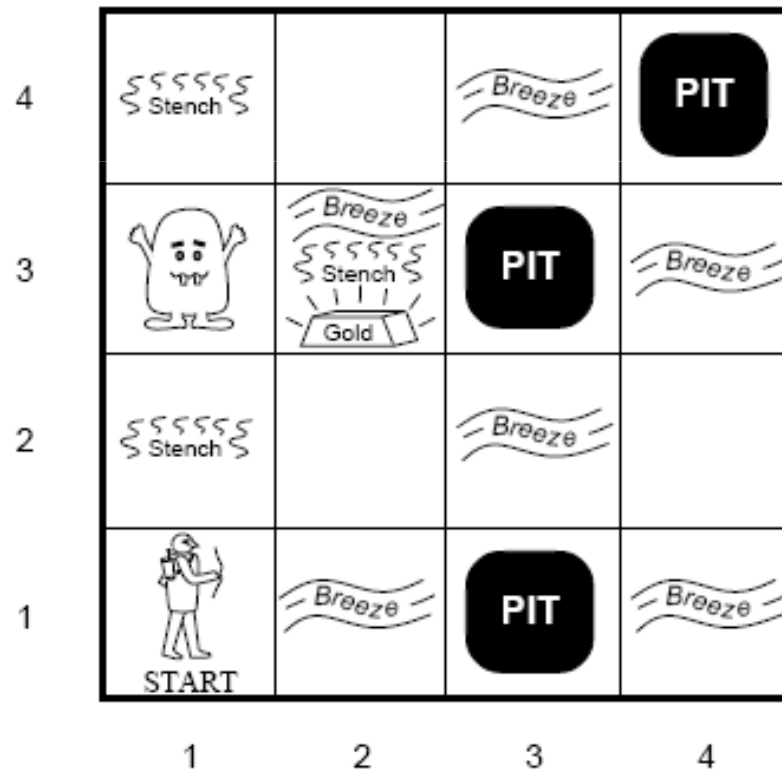 4
Stench
Breeze
PIT
3
Breeze
Stench
Gold
PIT
Breeze
2
Stench
Breeze
1
START
Breeze
PIT
Breeze
1 2 3 4